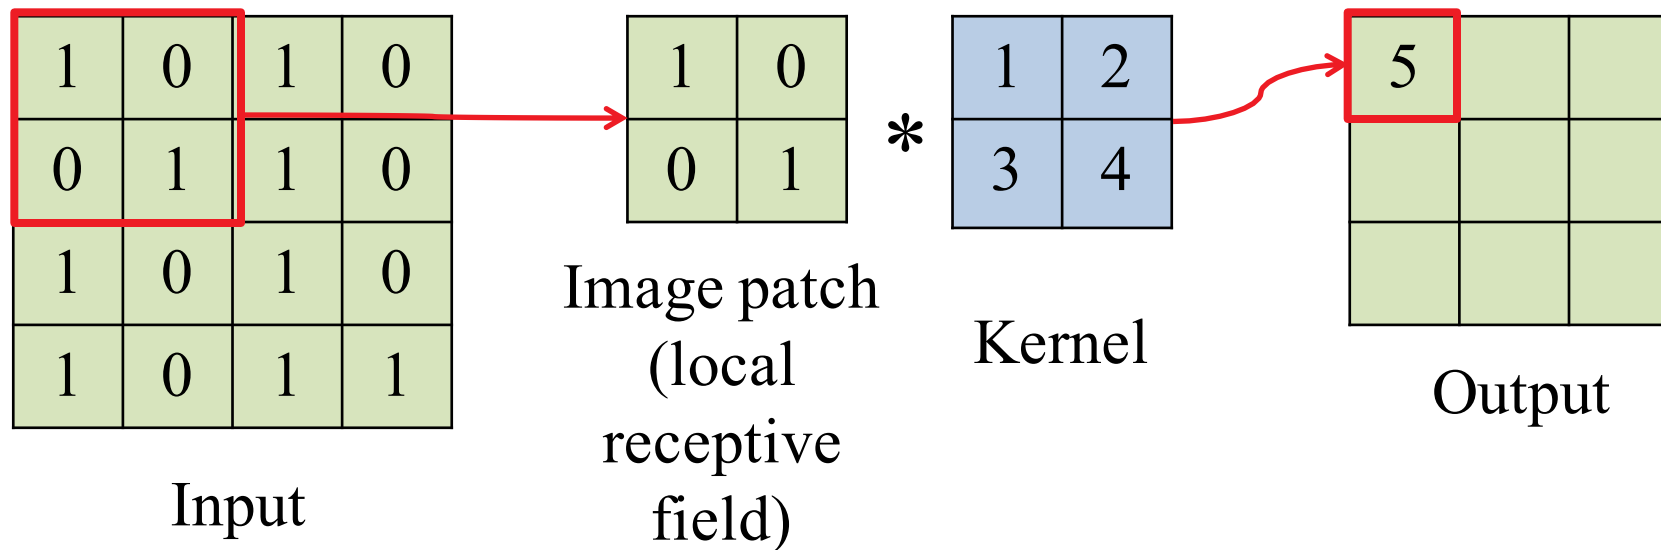 1 0 1 0
0 1 1 0
1 0 1 0
1 0 1 1
Input
1 0
0 1
Image patch
(local
receptive
field)
*
1 2
3 4
Kernel
5
Output